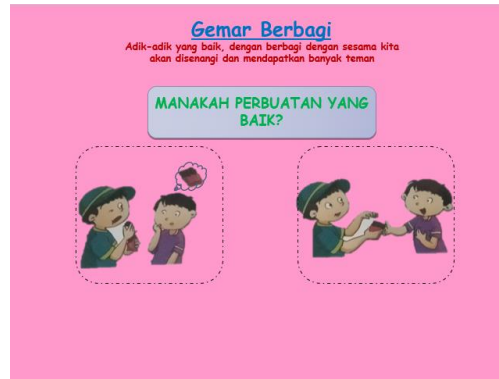 Gemar Berbagi
Adik-adik yang baik, dengan berbagi dengan sesama kita
akan disenangi dan mendapatkan banyak teman
MANAKAH PERBUATAN YANG
BAIK?